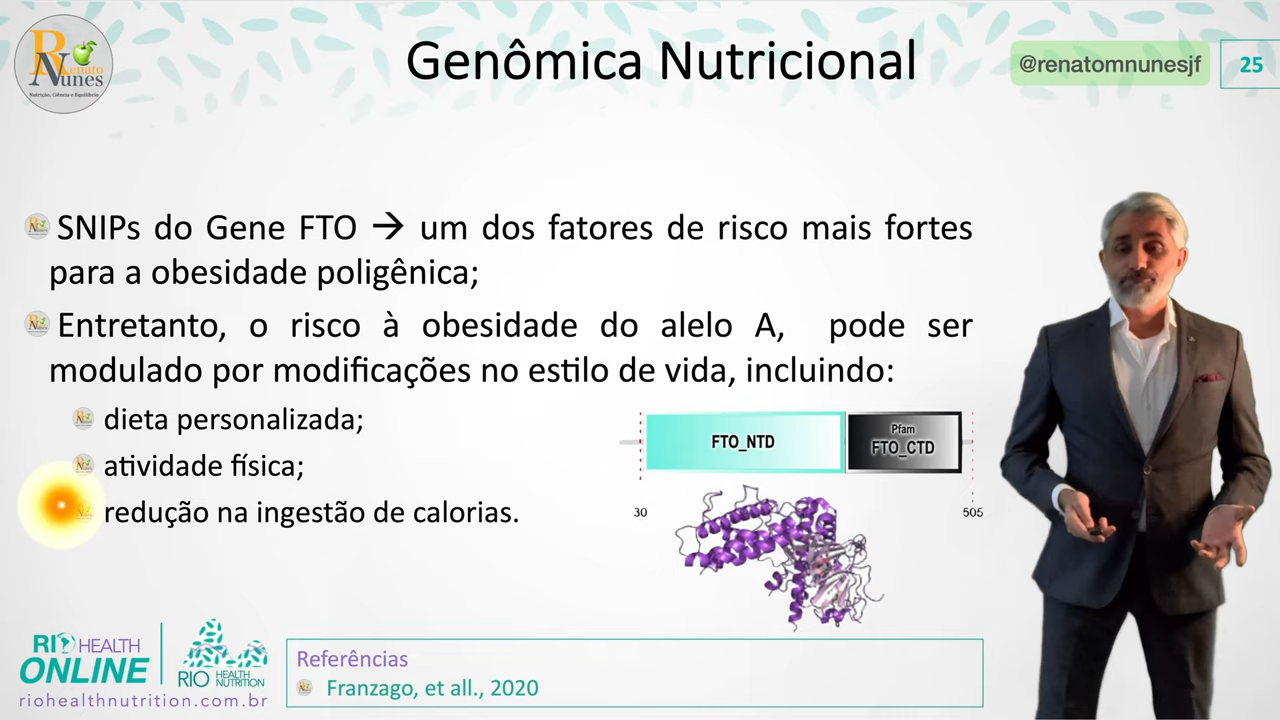 Renato
Nunes
Nutrição, Ciência e Equilíbrio
Genômica Nutricional
@renatomnunesjf
25
SNIPs do Gene FTO → um dos fatores de risco mais fortes
para a obesidade poligênica;
Entretanto, o risco à obesidade do alelo A, pode ser
modulado por modificações no estilo de vida, incluindo:
dieta personalizada;
atividade física;
redução na ingestão de calorias.
FTO_NTD
Pfam
FTO_CTD
30
505
RIO HEALTH
ONLINE
RIO HEALTH
NUTRITION
riohealthnutrition.com.br
Referências
Franzago, et all., 2020